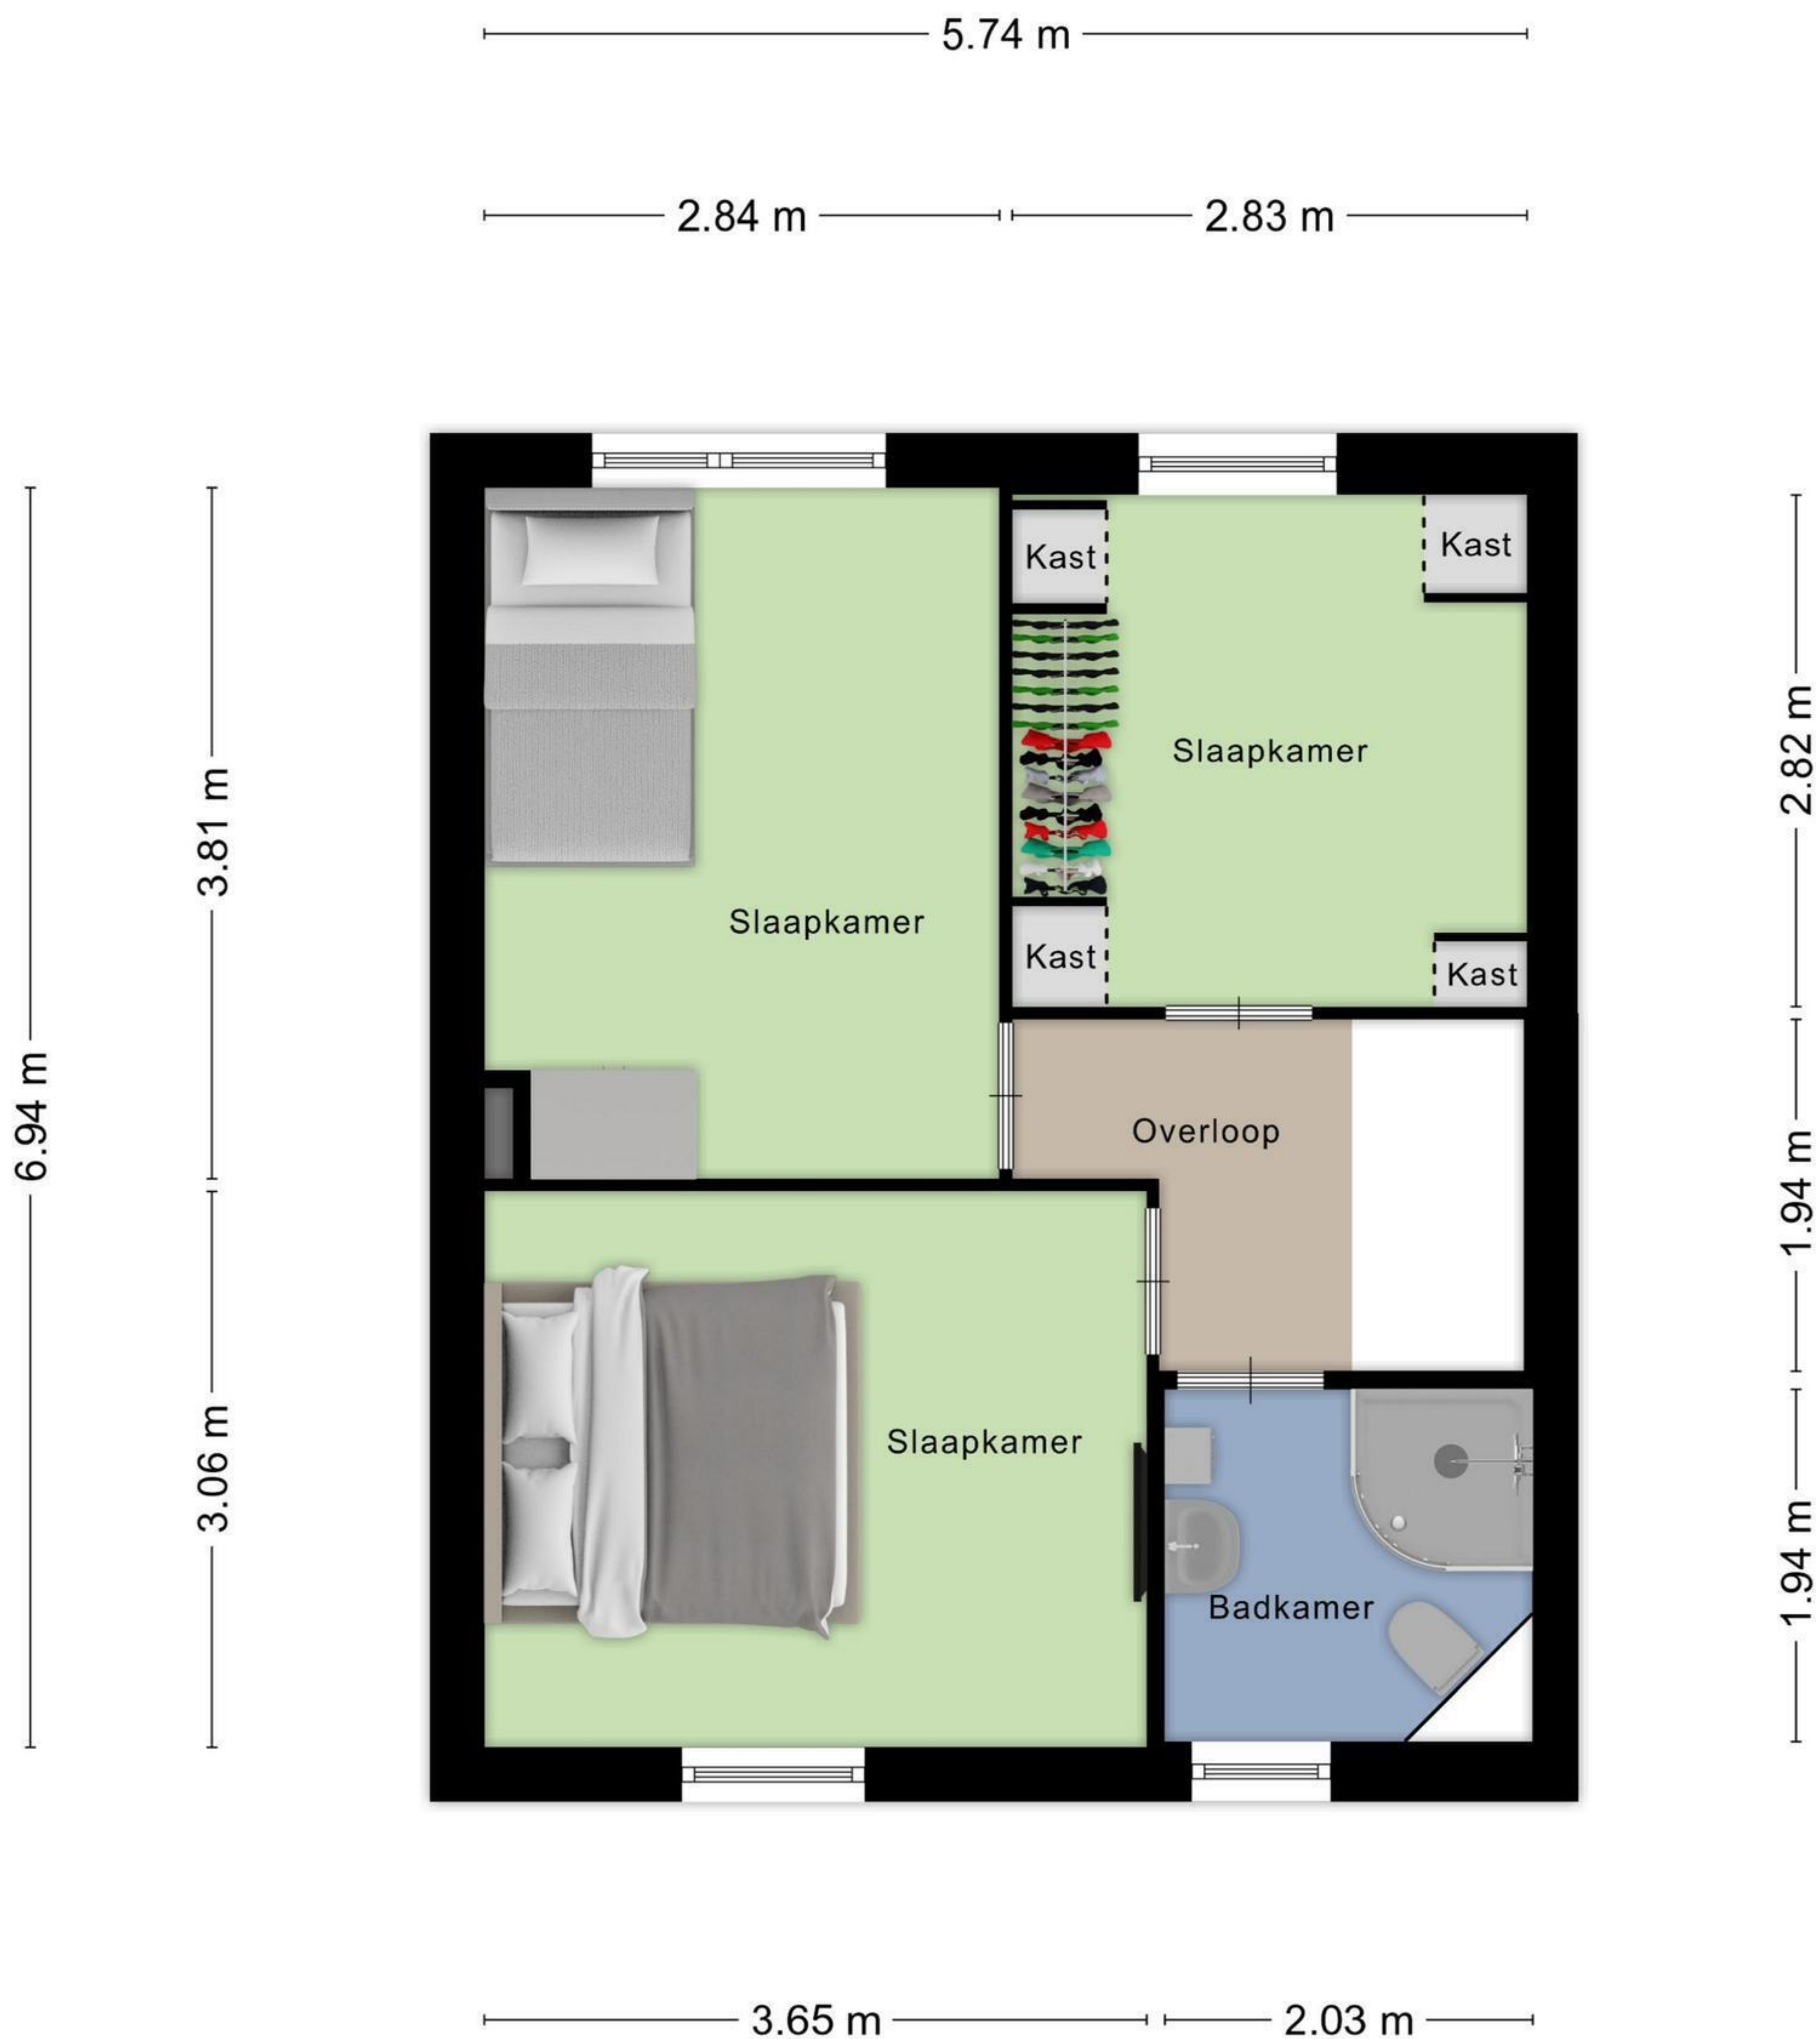 5.74 m
2.84 m
2.83 m
Kast
Kast
2.82 m
Slaapkamer
3.81 m
Slaapkamer
Kast
Kast
6.94 m
Overloop
1.94 m
Slaapkamer
3.06 m
1.94 m
Badkamer
3.65 m
2.03 m